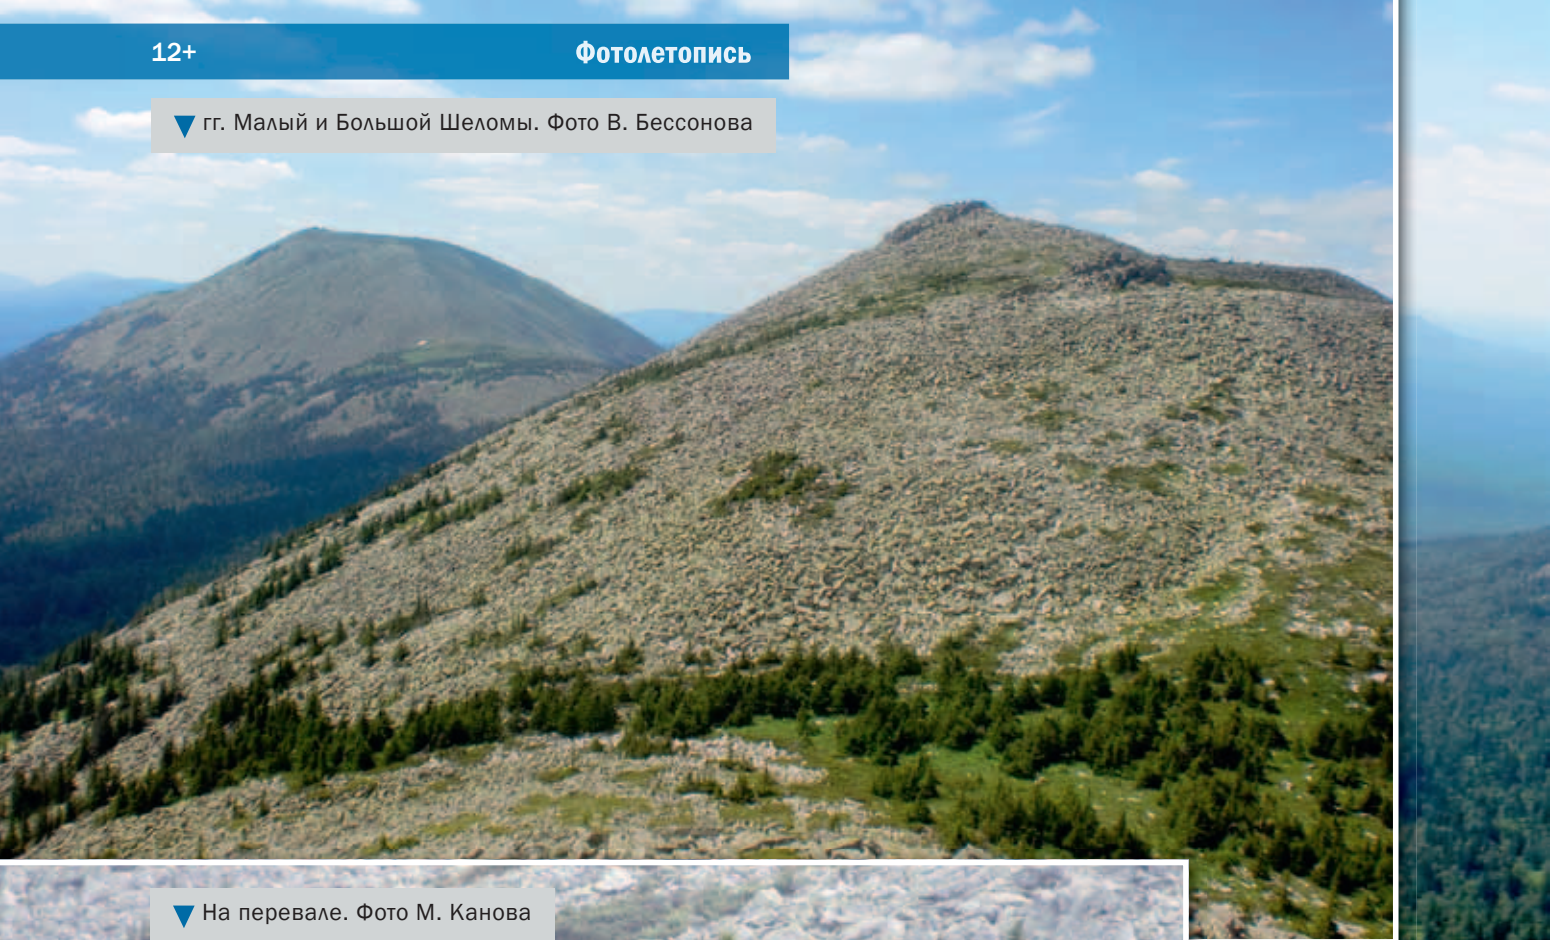 12+
Фотолетопись
гг. Малый и Большой Шеломы. Фото В. Бессонова
На перевале. Фото М. Канова